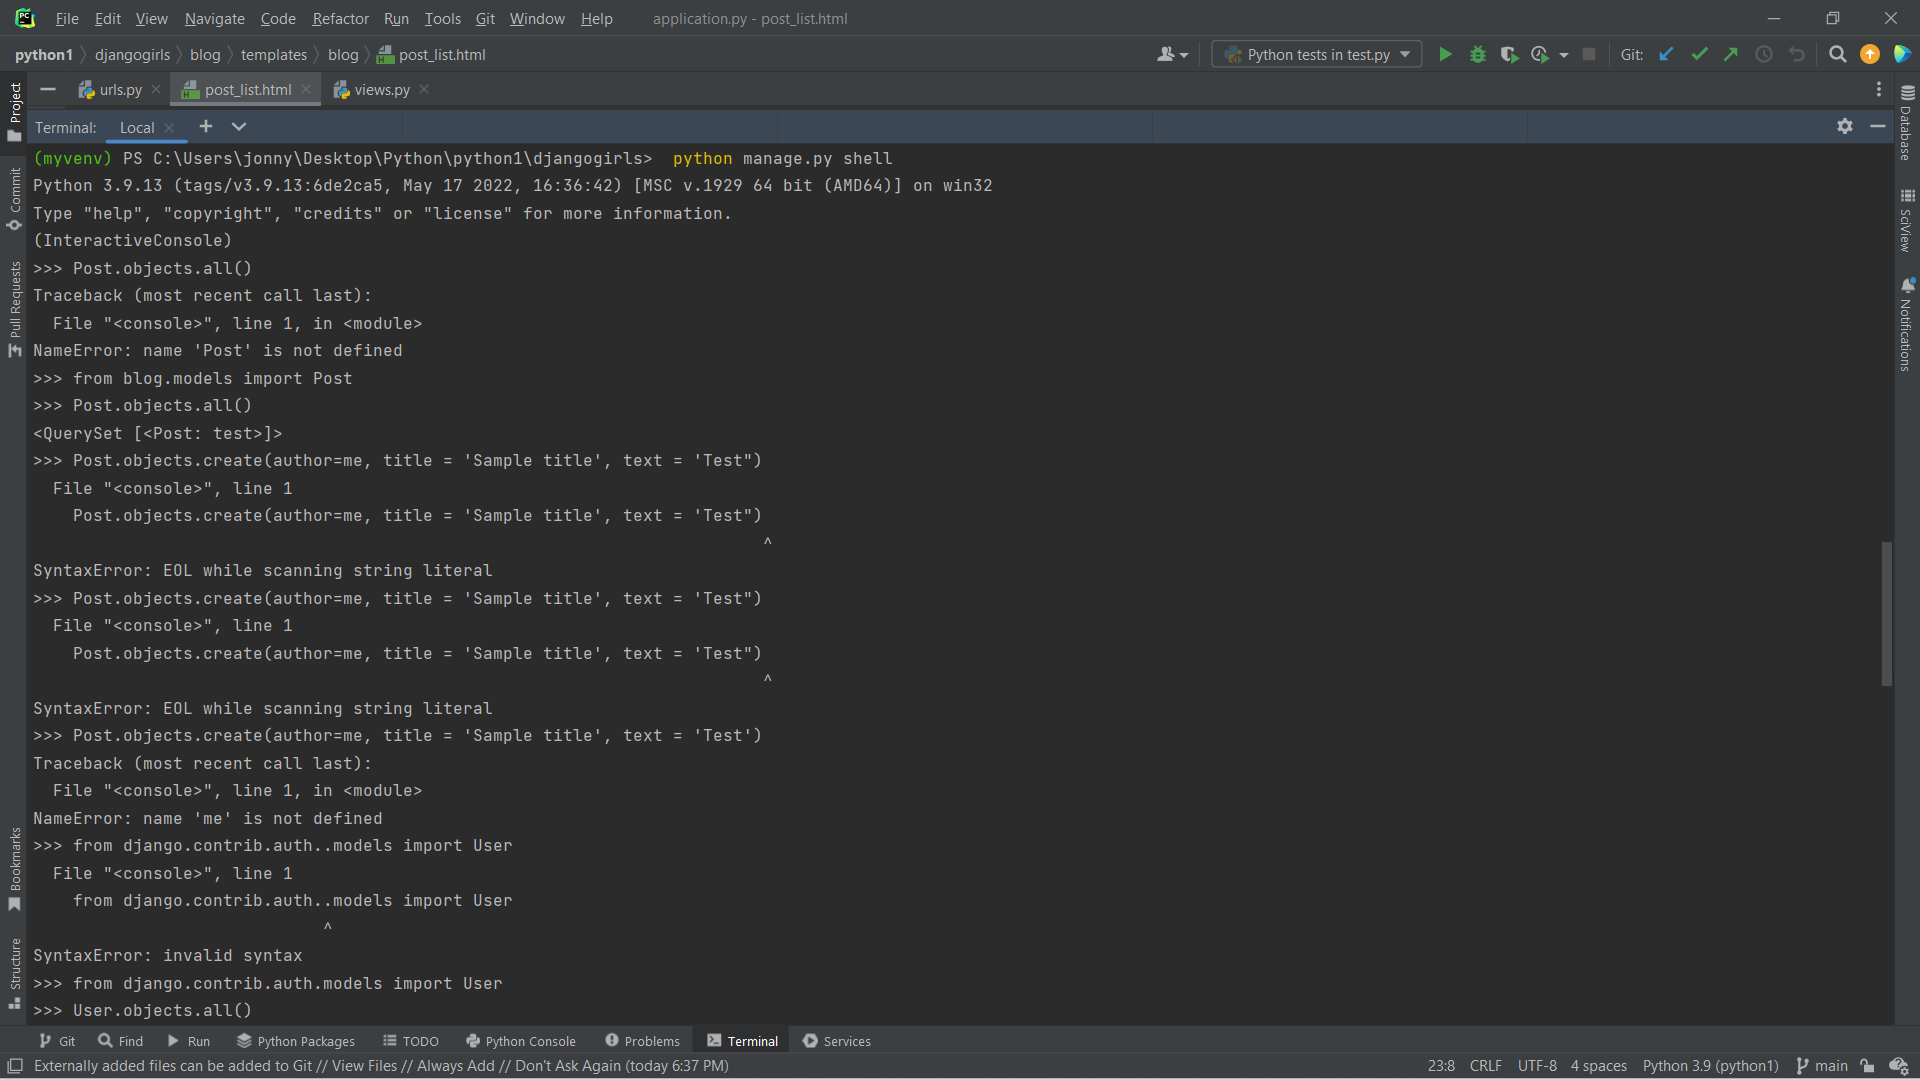 File Edit View Navigate Code Refactor Run Tools Git Window Help application.py - post_list.html
python1 djangogirls blog templates blog post_list.html Python tests in test.py Git:
urls.py post_list.html views.py
Terminal: Local
(myvenv) PS C:\Users\jonny\Desktop\Python\python1\djangogirls>  python manage.py shell
Python 3.9.13 (tags/v3.9.13:6de2ca5, May 17 2022, 16:36:42) [MSC v.1929 64 bit (AMD64)] on win32
Type "help", "copyright", "credits" or "license" for more information.
(InteractiveConsole)
>>> Post.objects.all()
Traceback (most recent call last):
  File "<console>", line 1, in <module>
NameError: name 'Post' is not defined
>>> from blog.models import Post
>>> Post.objects.all()
<QuerySet [<Post: test>]>
>>> Post.objects.create(author=me, title = 'Sample title', text = 'Test")
  File "<console>", line 1
    Post.objects.create(author=me, title = 'Sample title', text = 'Test")
                                                                         ^
SyntaxError: EOL while scanning string literal
>>> Post.objects.create(author=me, title = 'Sample title', text = 'Test")
  File "<console>", line 1
    Post.objects.create(author=me, title = 'Sample title', text = 'Test")
                                                                         ^
SyntaxError: EOL while scanning string literal
>>> Post.objects.create(author=me, title = 'Sample title', text = 'Test')
Traceback (most recent call last):
  File "<console>", line 1, in <module>
NameError: name 'me' is not defined
>>> from django.contrib.auth..models import User
  File "<console>", line 1
    from django.contrib.auth..models import User
                             ^
SyntaxError: invalid syntax
>>> from django.contrib.auth.models import User
>>> User.objects.all()
Project
Commit
Pull Requests
Bookmarks
Structure
Database
SciView
Notifications
Git Find Run Python Packages TODO Python Console Problems Terminal Services
Externally added files can be added to Git // View Files // Always Add // Don't Ask Again (today 6:37 PM) 23:8 CRLF UTF-8 4 spaces Python 3.9 (python1) main